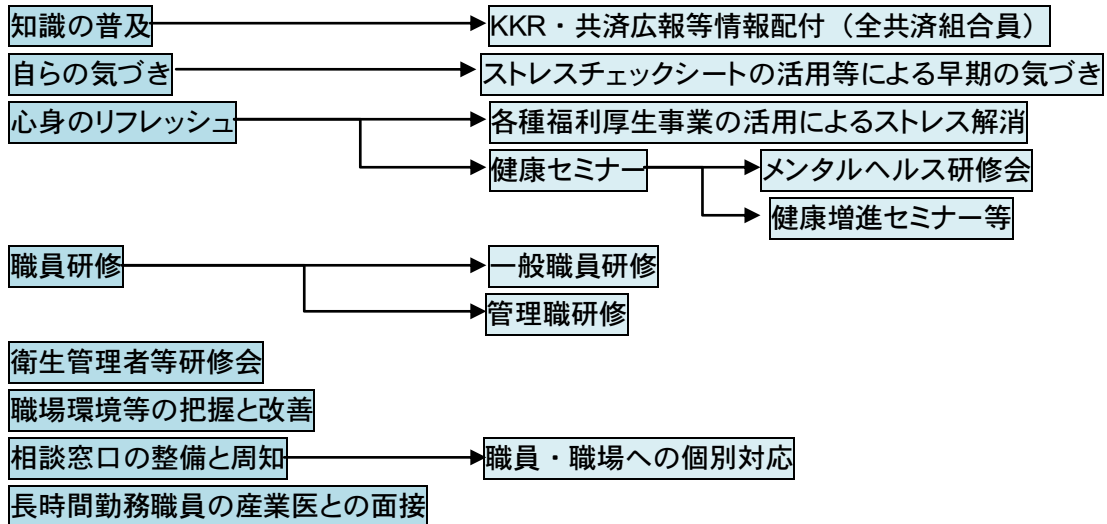 知識の普及
KKR・共済広報等情報配付（全共済組合員）
自らの気づき
ストレスチェックシートの活用等による早期の気づき
心身のリフレッシュ
各種福利厚生事業の活用によるストレス解消
健康セミナー
メンタルヘルス研修会
健康増進セミナー等
職員研修
一般職員研修
管理職研修
衛生管理者等研修会
職場環境等の把握と改善
相談窓口の整備と周知
職員・職場への個別対応
長時間勤務職員の産業医との面接